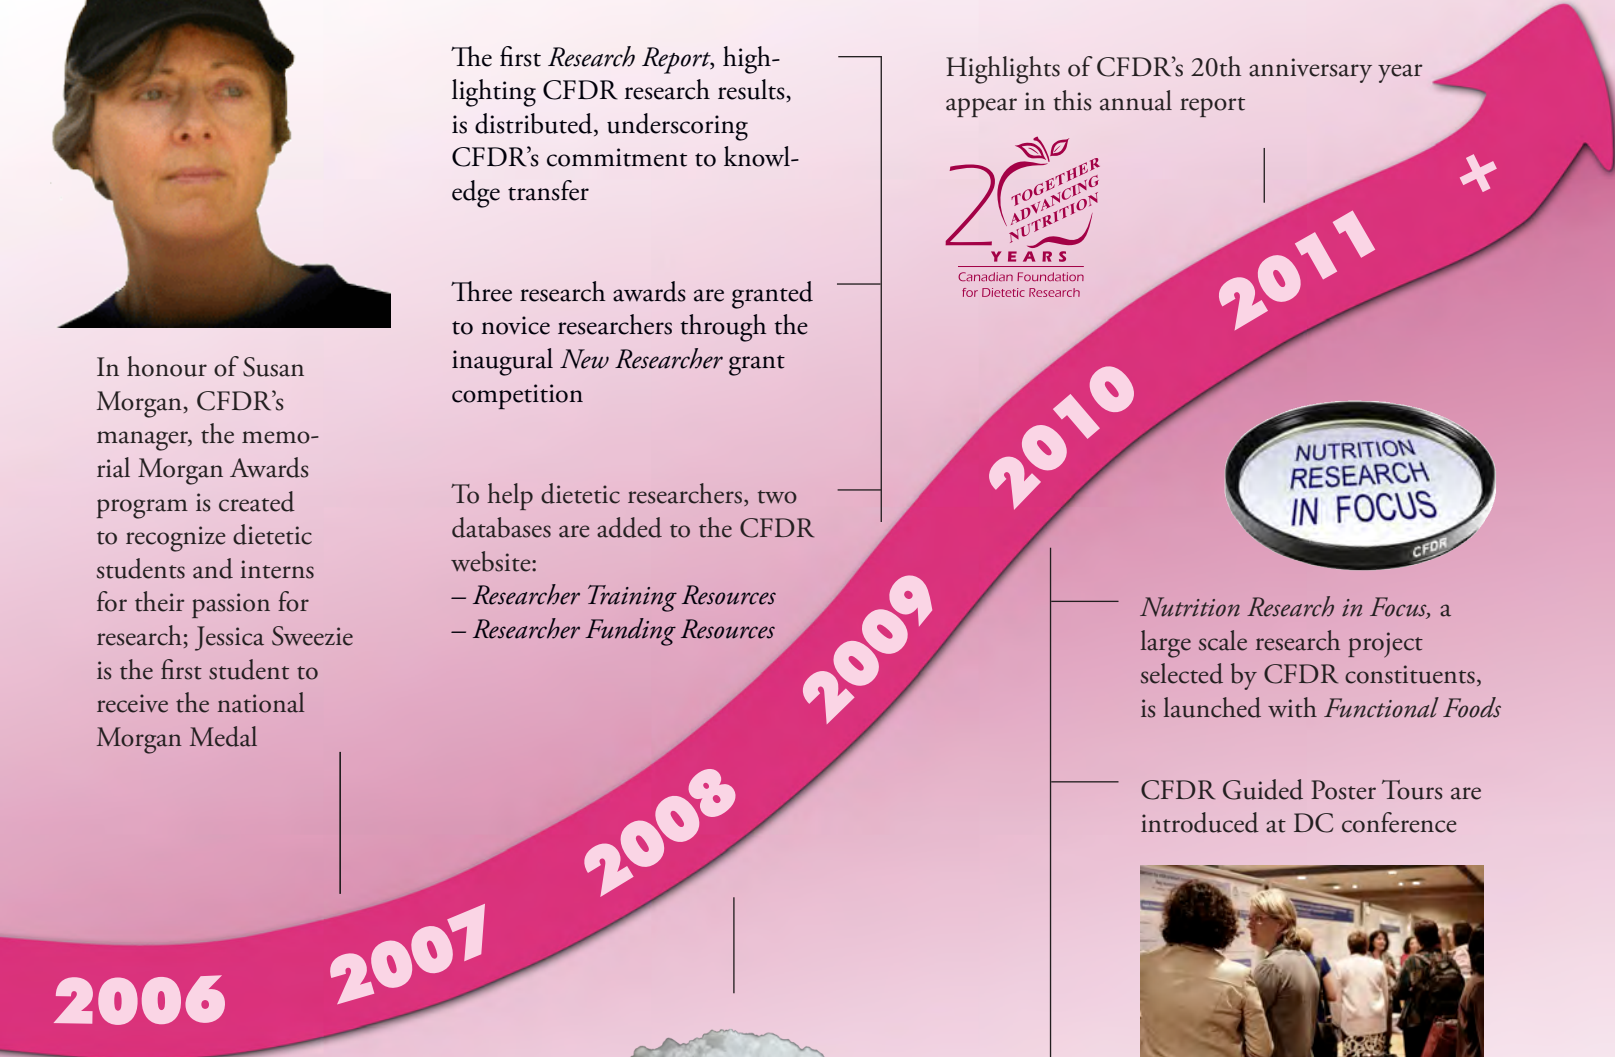 The first Research Report, high-
lighting CFDR research results,
is distributed, underscoring
CFDR's commitment to knowl-
edge transfer
Three research awards are granted
to novice researchers through the
inaugural New Researcher grant
competition
To help dietetic researchers, two
databases are added to the CFDR
website:
– Researcher Training Resources
– Researcher Funding Resources
Highlights of CFDR's 20th anniversary year
appear in this annual report
20
TOGETHER
ADVANCING
NUTRITION
YEARS
Canadian Foundation
for Dietetic Research
In honour of Susan
Morgan, CFDR's
manager, the memo-
rial Morgan Awards
program is created
to recognize dietetic
students and interns
for their passion for
research; Jessica Sweezie
is the first student to
receive the national
Morgan Medal
2006
2007
2008
2009
2010
2011
+
NUTRITION
RESEARCH
IN FOCUS
CFDR
Nutrition Research in Focus, a
large scale research project
selected by CFDR constituents,
is launched with Functional Foods
CFDR Guided Poster Tours are
introduced at DC conference